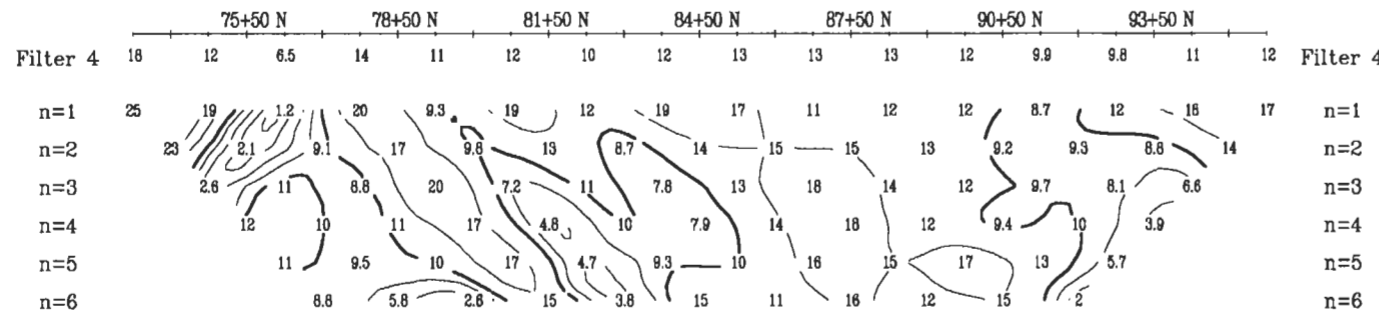 75+50 N 78+50 N 81+50 N 84+50 N 87+50 N 90+50 N 93+50 N
Filter 4 18 12 6.5 14 11 12 10 12 13 13 13 12 9.9 9.8 11 12 Filter 4
n=1 25 19 1.2 20 9.3 19 12 19 17 11 12 12 8.7 12 18 17 n=1
n=2 23 2.1 9.1 17 9.8 13 8.7 14 15 15 13 9.2 9.3 8.8 14 n=2
n=3 2.6 11 8.8 20 7.2 11 7.8 13 18 14 12 9.7 8.1 6.6 n=3
n=4 12 10 11 17 4.8 10 7.9 14 18 12 9.4 10 3.9 n=4
n=5 11 9.5 10 17 4.7 9.3 10 16 15 17 13 5.7 n=5
n=6 8.8 5.8 2.6 15 3.8 15 11 16 12 15 2 n=6